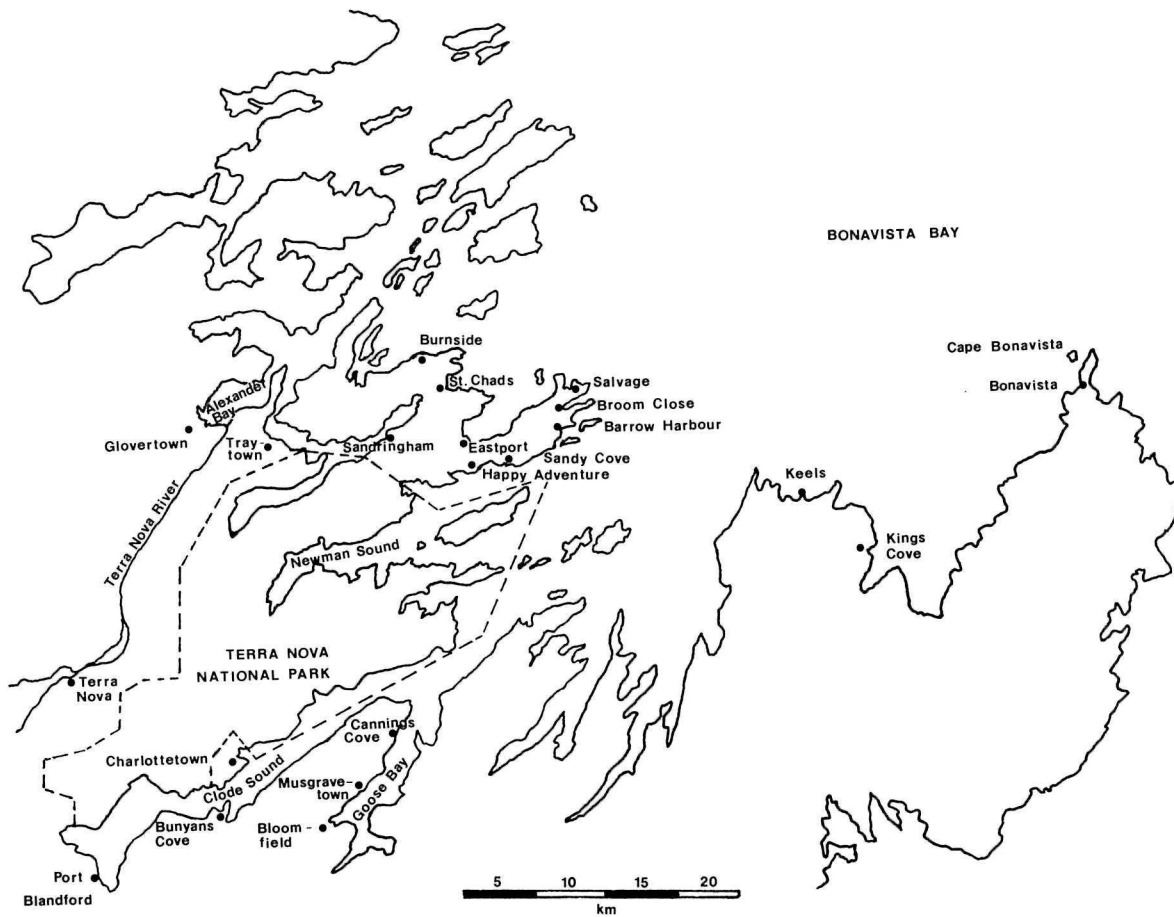 BONAVISTA BAY
Burnside
Cape Bonavista
St. Chads
Salvage
Bonavista
Alexander
Bay
Broom Close
Barrow Harbour
Glovertown
Tray-
town
Sandringham
Eastport
Sandy Cove
Happy Adventure
Keels
Terra Nova River
Newman Sound
Kings
Cove
TERRA NOVA
NATIONAL PARK
Terra
Nova
Cannings
Cove
Charlottetown
Clode Sound
Musgrave-
town
Goose Bay
Bunyans
Cove
Bloom-
field
Port
Blandford
5 10 15 20
km